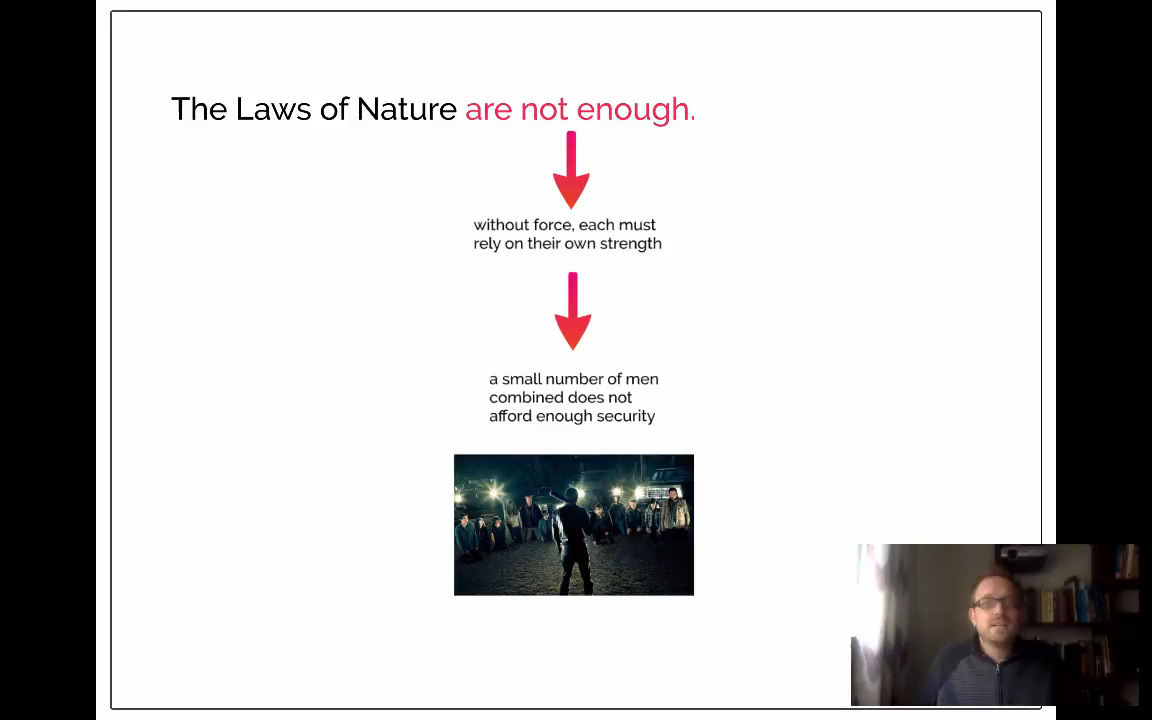 The Laws of Nature are not enough.
without force, each must
rely on their own strength
a small number of men
combined does not
afford enough security